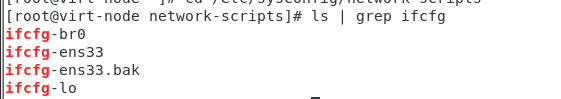 [root@virt-node ~]# cd /etc/sysconfig/network-scripts
[root@virt-node network-scripts]# ls | grep ifcfg
ifcfg-br0
ifcfg-ens33
ifcfg-ens33.bak
ifcfg-lo